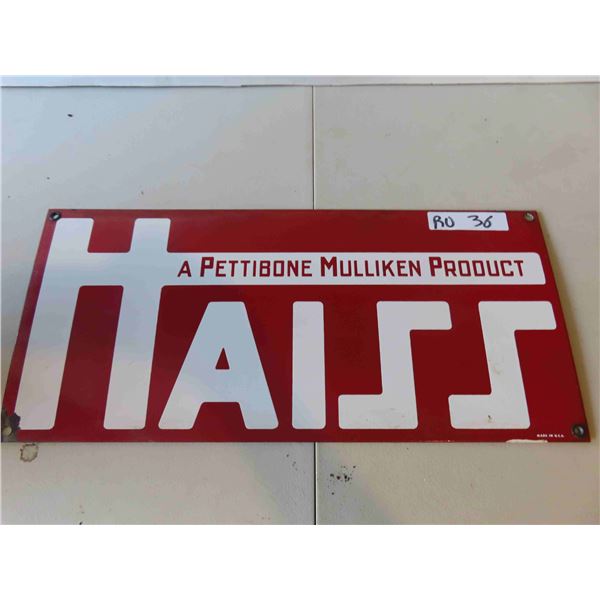 RU 36
A PETTIBONE MULLIKEN PRODUCT
HAISS
MADE IN U.S.A.